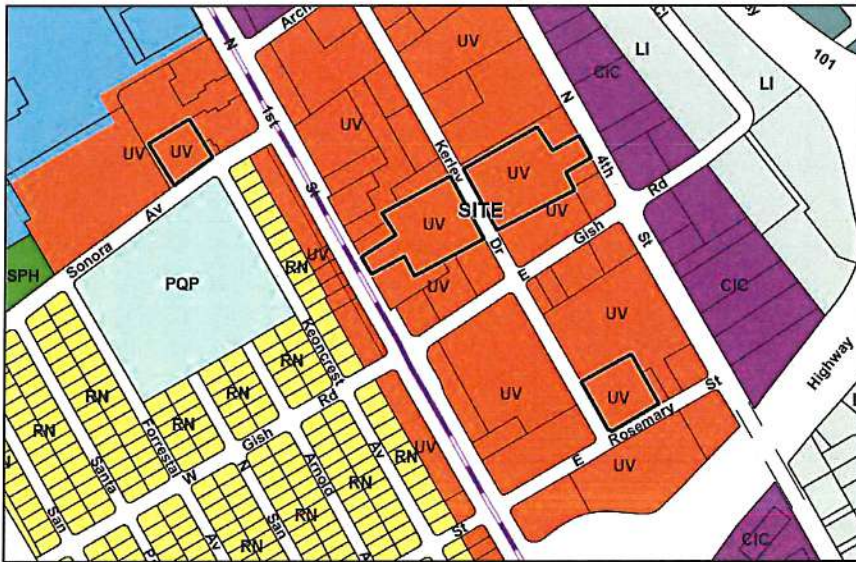 N
1st
St
Arch
UV
N
4th
St
CIC
LI
LI
101
UV
UV
UV
UV
Kerley
Dr
UV
UV
SITE
UV
UV
E
Gish
Rd
SPH
Sonora
Av
PQP
RN
UV
Keoncrest
Av
CIC
UV
UV
UV
Highway
RN
RN
RN
RN
RN
RN
RN
RN
UV
W
Gish
Rd
E
Rosemary
St
UV
San
Santa
Forrestal
Av
N
San
Arnold
A
St
P
CIC